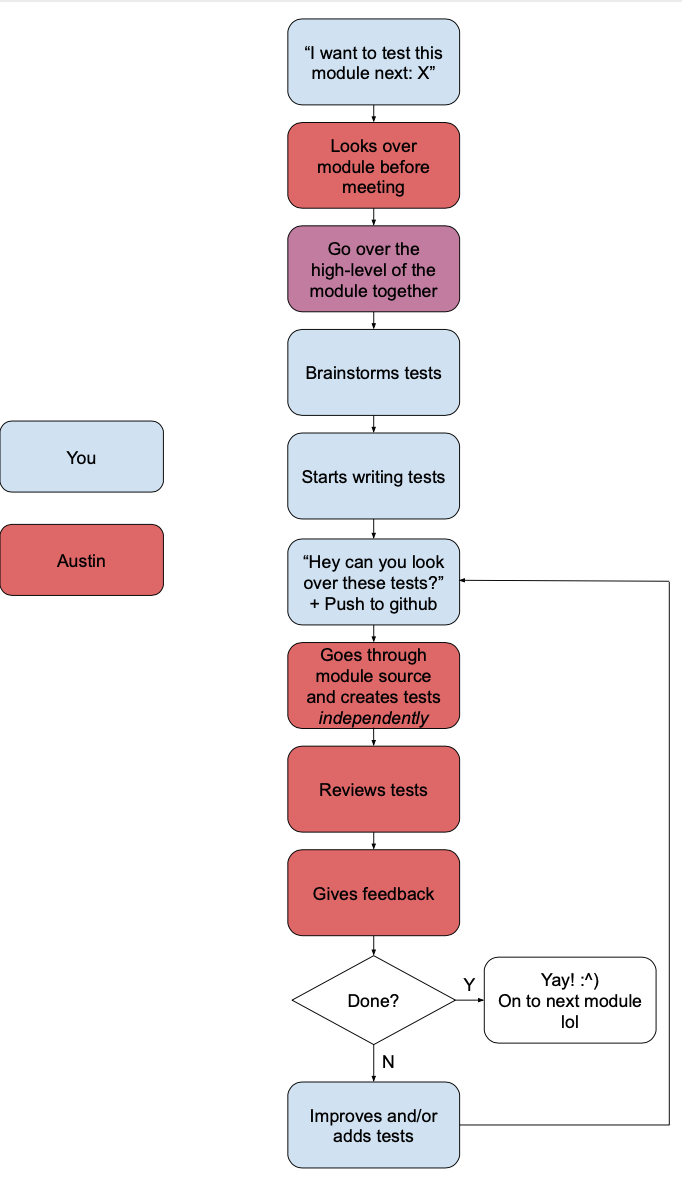 “I want to test this
module next: X”
Looks over
module before
meeting
Go over the
high-level of the
module together
Brainstorms tests
You
Starts writing tests
Austin
“Hey can you look
over these tests?”
+ Push to github
Goes through
module source
and creates tests
independently
Reviews tests
Gives feedback
Done?
Y
Yay! :^)
On to next module
lol
N
Improves and/or
adds tests